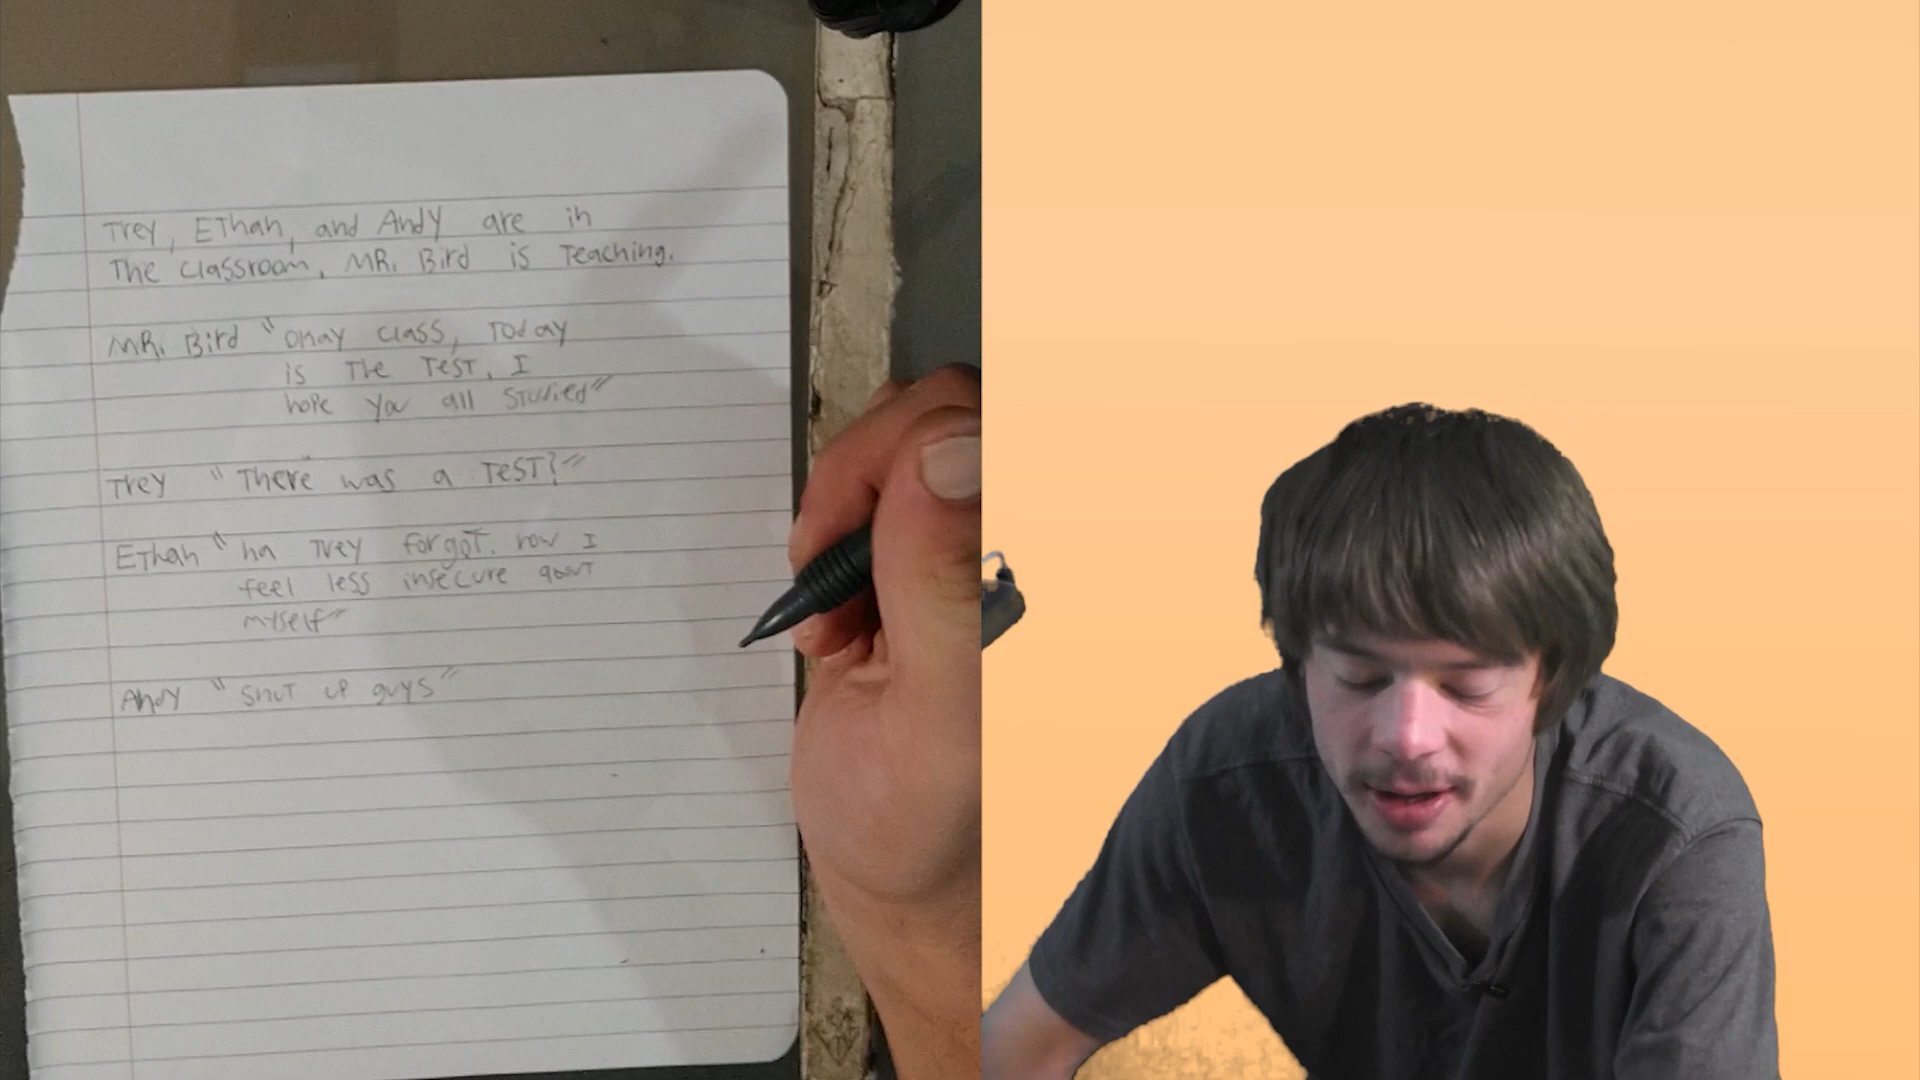 Trey, Ethan, and Andy are in
The classroom, MR. Bird is Teaching.
MR. Bird "okay class, Today
is The TesT, I
hope you all studied"
Trey "There was a TesT?"
Ethan "ha Trey forgoT. now I
feel less insecure abouT
myself"
Andy "shuT up guys"